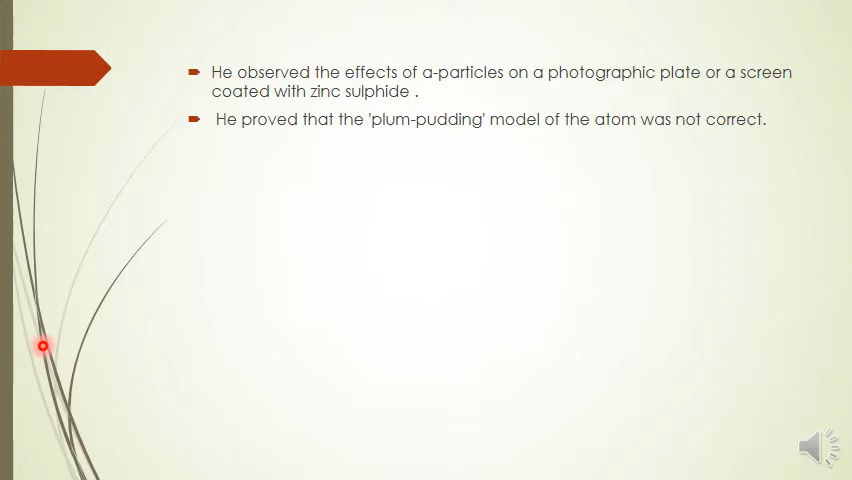 He observed the effects of α-particles on a photographic plate or a screen
coated with zinc sulphide .
He proved that the 'plum-pudding' model of the atom was not correct.